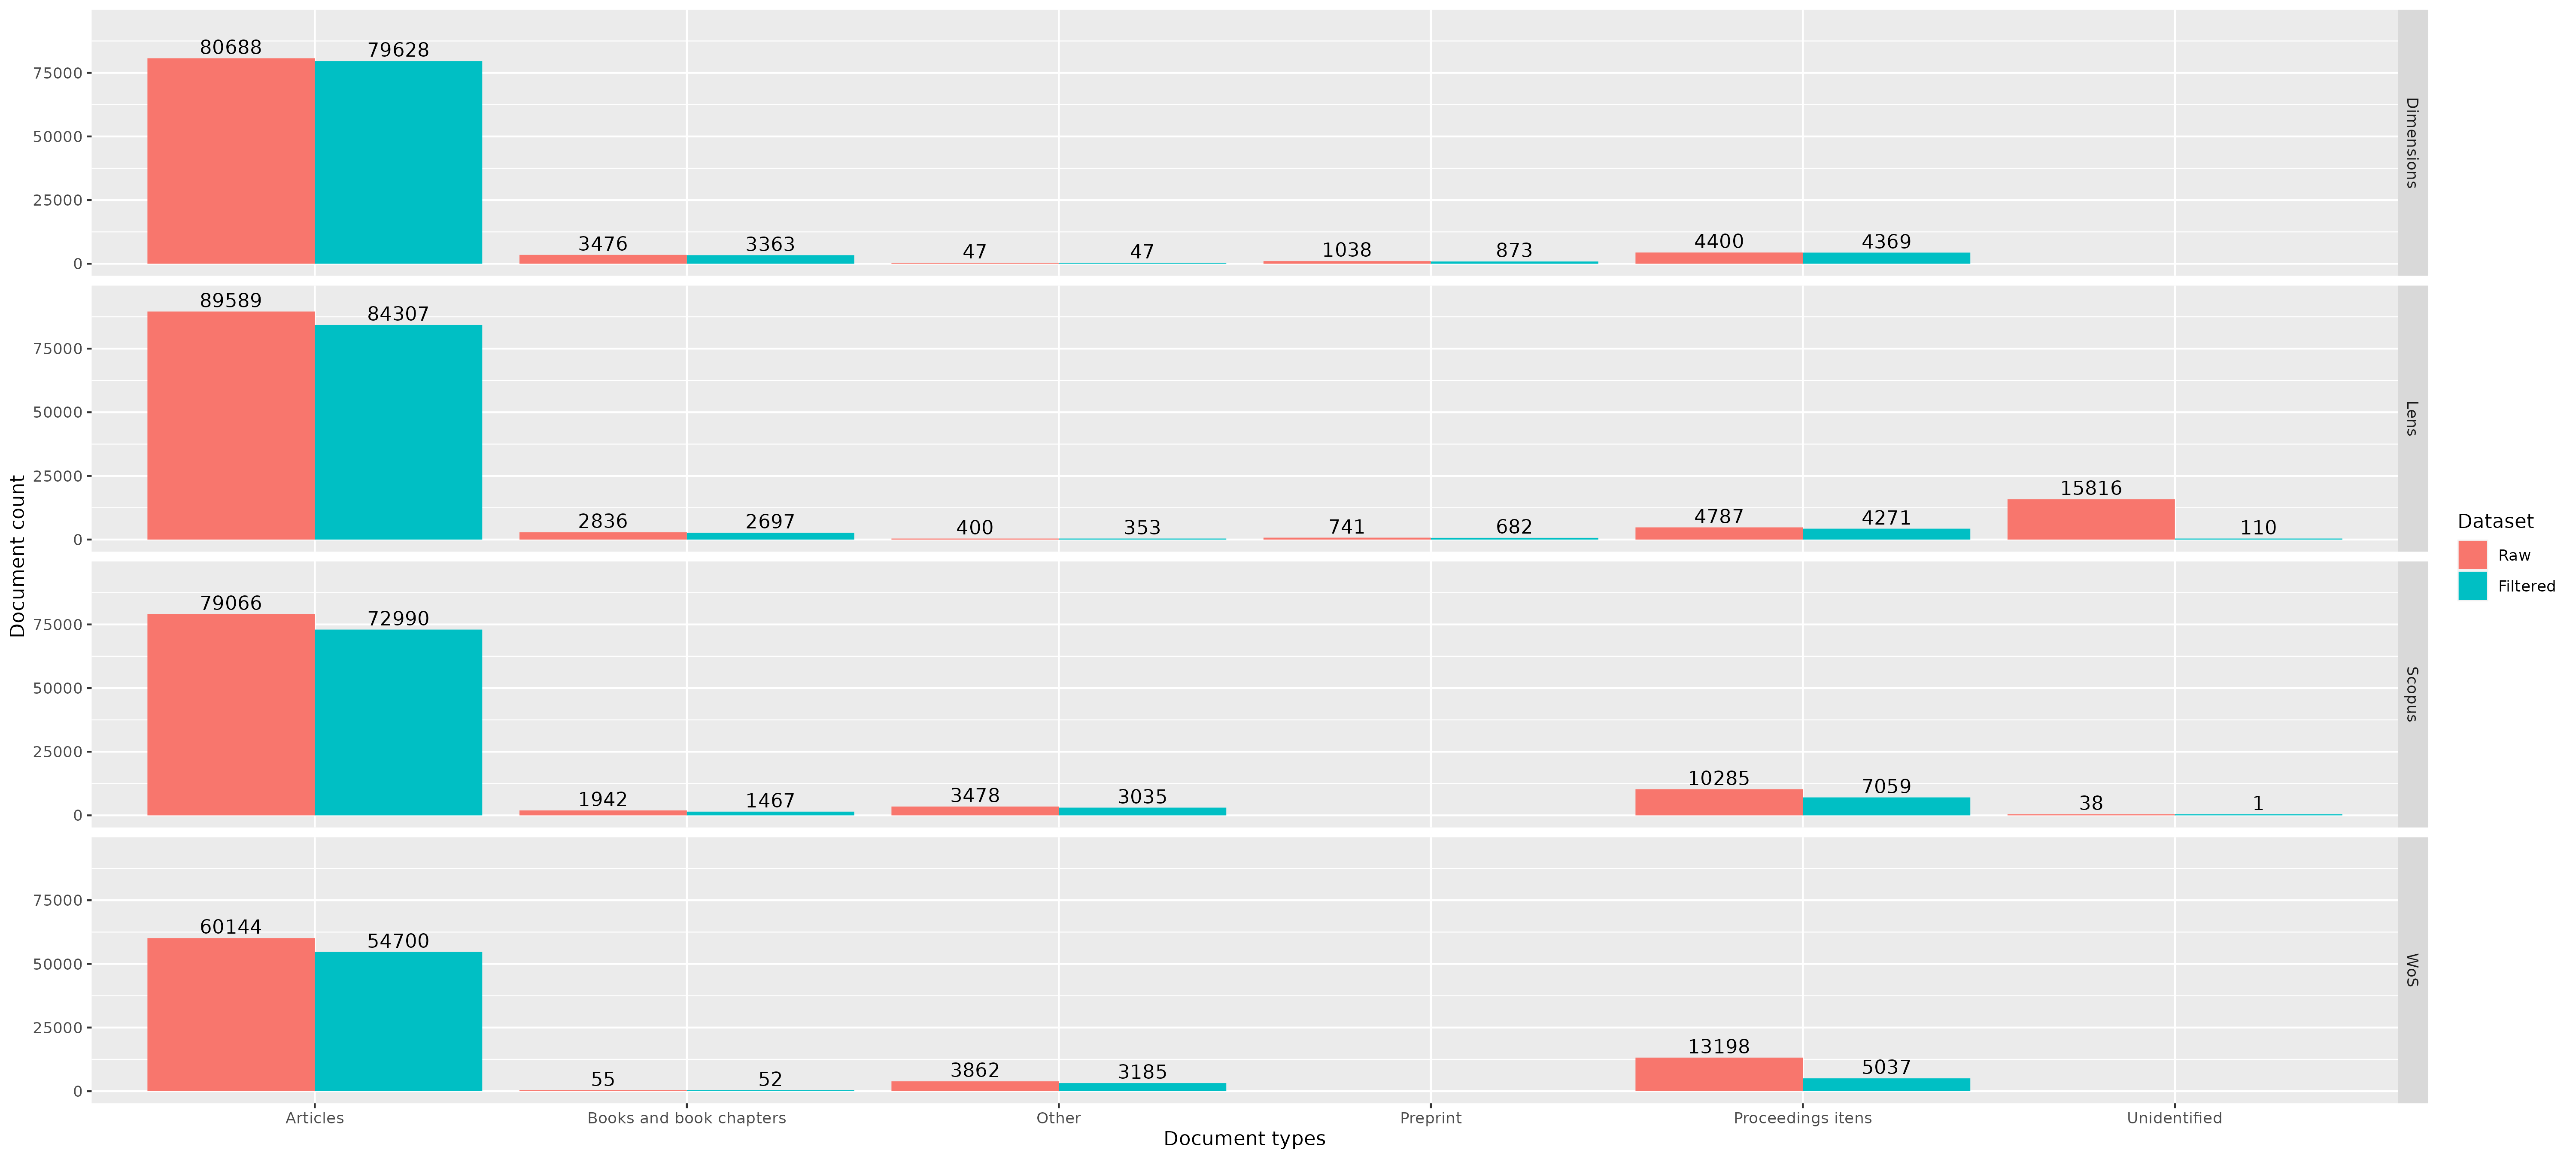 80688 79628
75000
50000
25000
3476 3363 47 47 1038 873 4400 4369
0
Dimensions
89589 84307
75000
50000
25000
2836 2697 400 353 741 682 4787 4271 15816 110
0
Lens
79066 72990
75000
50000
25000
1942 1467 3478 3035 10285 7059 38 1
0
Scopus
75000
60144 54700
50000
25000
55 52 3862 3185 13198 5037
0
WoS
Articles Books and book chapters Other Preprint Proceedings itens Unidentified
Document types
Document count
Dataset
Raw
Filtered